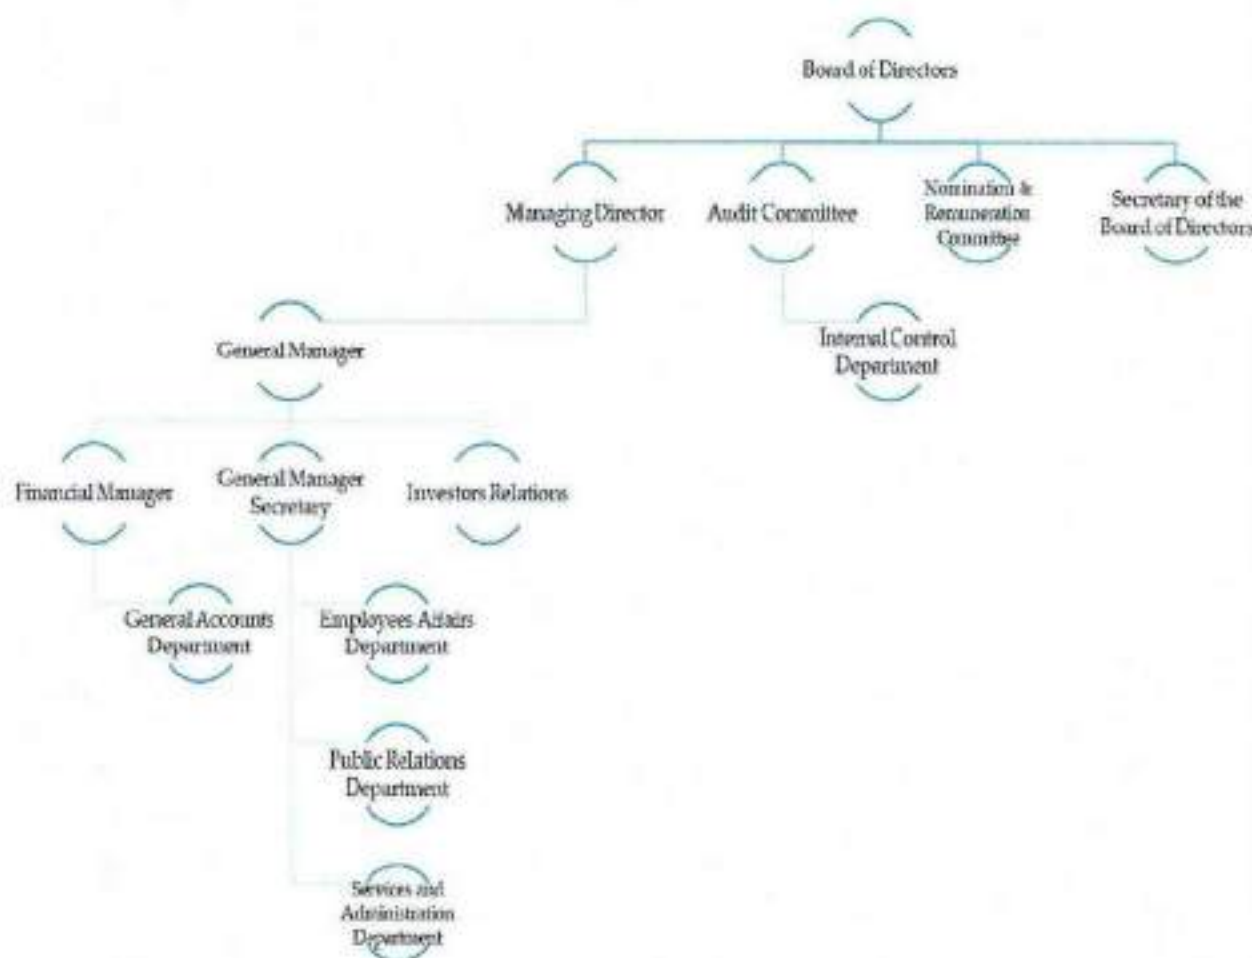 Board of Directors
Managing Director
Audit Committee
Nomination &
Remuneration
Committee
Secretary of the
Board of Directors
General Manager
Internal Control
Department
Financial Manager
General Manager
Secretary
Investors Relations
General Accounts
Department
Employees Affairs
Department
Public Relations
Department
Services and
Administration
Department